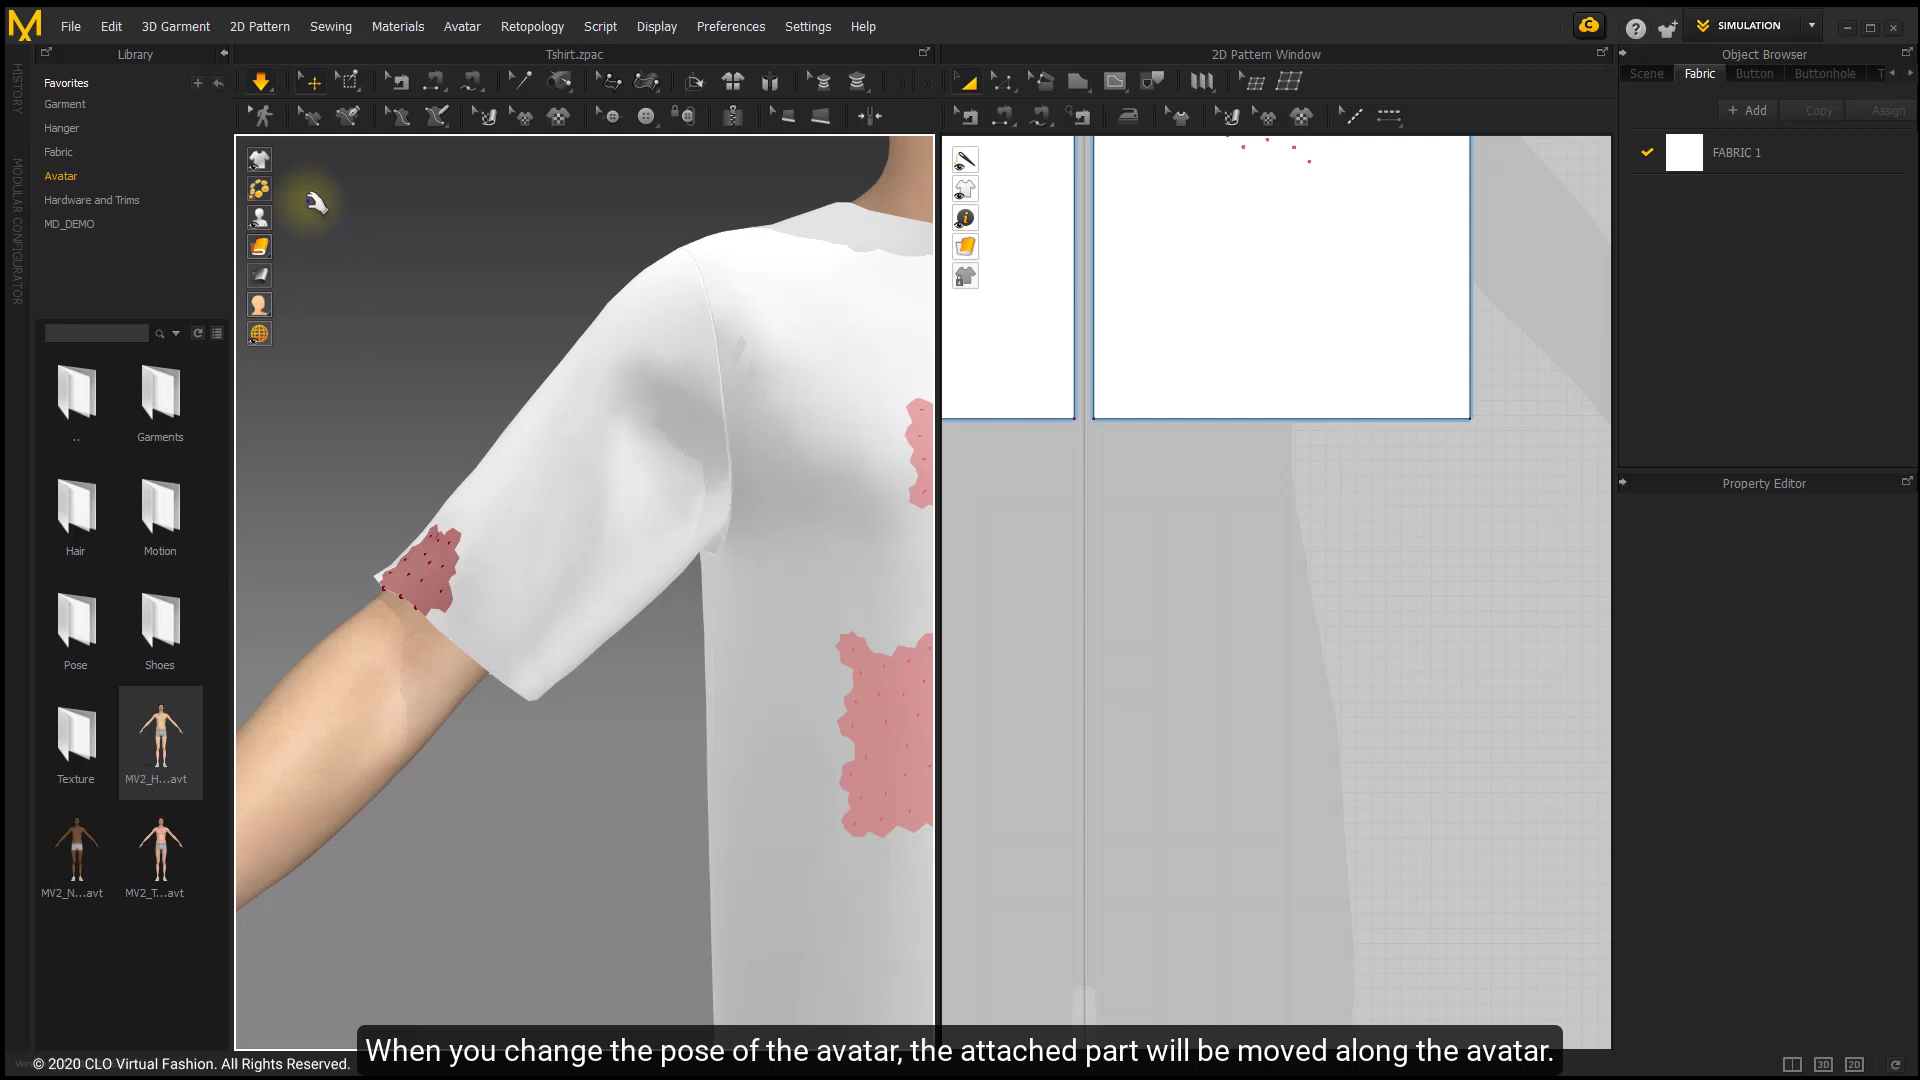 File Edit 3D Garment 2D Pattern Sewing Materials Avatar Retopology Script Display Preferences Settings Help
SIMULATION
Library
Tshirt.zpac
2D Pattern Window
Object Browser
HISTORY
MODULAR CONFIGURATOR
Favorites
Garment
Hanger
Fabric
Avatar
Hardware and Trims
MD_DEMO
Scene Fabric Button Buttonhole T
+ Add Copy Assign
FABRIC 1
Property Editor
..
Garments
Hair
Motion
Pose
Shoes
Texture
MV2_H...avt
MV2_N...avt
MV2_T...avt
When you change the pose of the avatar, the attached part will be moved along the avatar.
© 2020 CLO Virtual Fashion. All Rights Reserved.
3D
2D